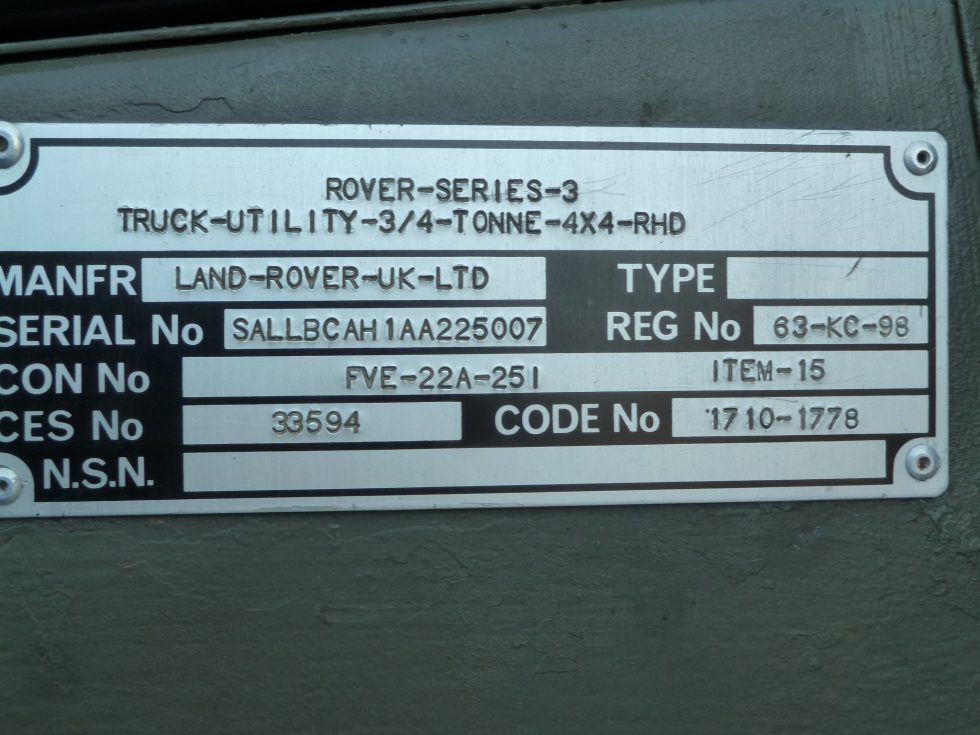 ROVER-SERIES-3
TRUCK-UTILITY-3/4-TONNE-4X4-RHD
MANFR LAND-ROVER-UK-LTD TYPE
SERIAL No SALLBCAH1AA225007 REG No 63-KC-98
CON No FVE-22A-251 ITEM-15
CES No 33594 CODE No 1710-1778
N.S.N.